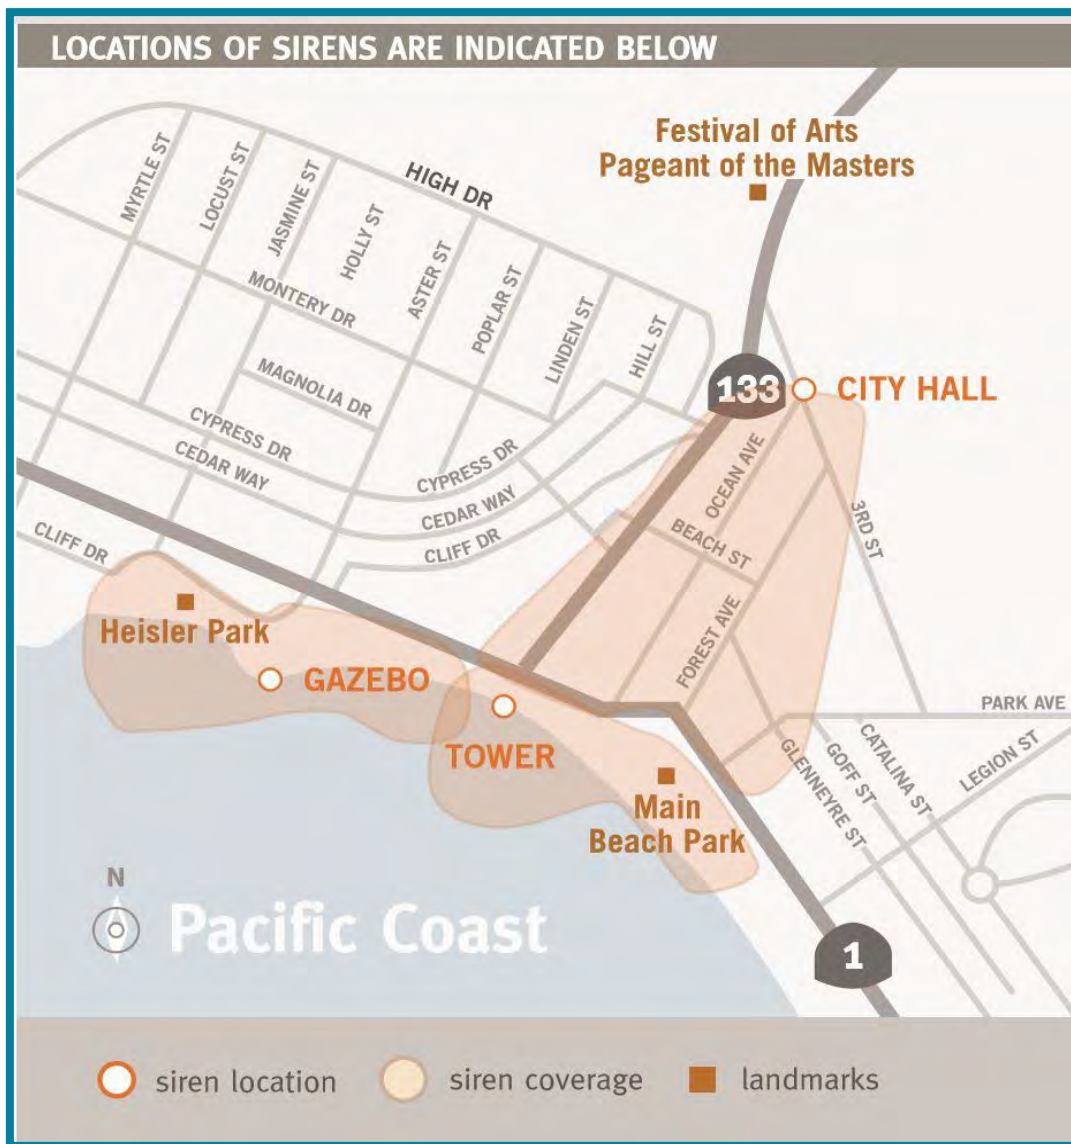 LOCATIONS OF SIRENS ARE INDICATED BELOW
Festival of Arts
Pageant of the Masters
MYRTLE ST
LOCUST ST
JASMINE ST
HOLLY ST
HIGH DR
ASTER ST
POPLAR ST
LINDEN ST
HILL ST
MONTERY DR
MAGNOLIA DR
CYPRESS DR
CEDAR WAY
CLIFF DR
CYPRESS DR
CEDAR WAY
CLIFF DR
133
CITY HALL
OCEAN AVE
BEACH ST
3RD ST
FOREST AVE
Heisler Park
GAZEBO
TOWER
PARK AVE
LEGION ST
CATALINA ST
GOFF ST
GLENNEYRE ST
Main
Beach Park
N
Pacific Coast
1
siren location
siren coverage
landmarks